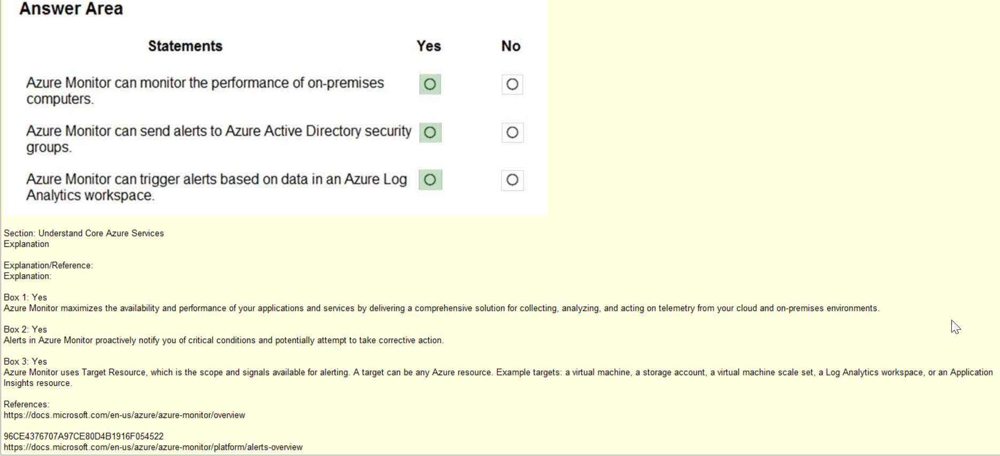 Answer Area
Statements Yes No
Azure Monitor can monitor the performance of on-premises
computers.
Azure Monitor can send alerts to Azure Active Directory security
groups.
Azure Monitor can trigger alerts based on data in an Azure Log
Analytics workspace.
Section: Understand Core Azure Services
Explanation
Explanation/Reference:
Explanation:
Box 1: Yes
Azure Monitor maximizes the availability and performance of your applications and services by delivering a comprehensive solution for collecting, analyzing, and acting on telemetry from your cloud and on-premises environments.
Box 2: Yes
Alerts in Azure Monitor proactively notify you of critical conditions and potentially attempt to take corrective action.
Box 3: Yes
Azure Monitor uses Target Resource, which is the scope and signals available for alerting. A target can be any Azure resource. Example targets: a virtual machine, a storage account, a virtual machine scale set, a Log Analytics workspace, or an Application
Insights resource.
References:
https://docs.microsoft.com/en-us/azure/azure-monitor/overview
96CE4376707A97CE80D4B1916F054522
https://docs.microsoft.com/en-us/azure/azure-monitor/platform/alerts-overview